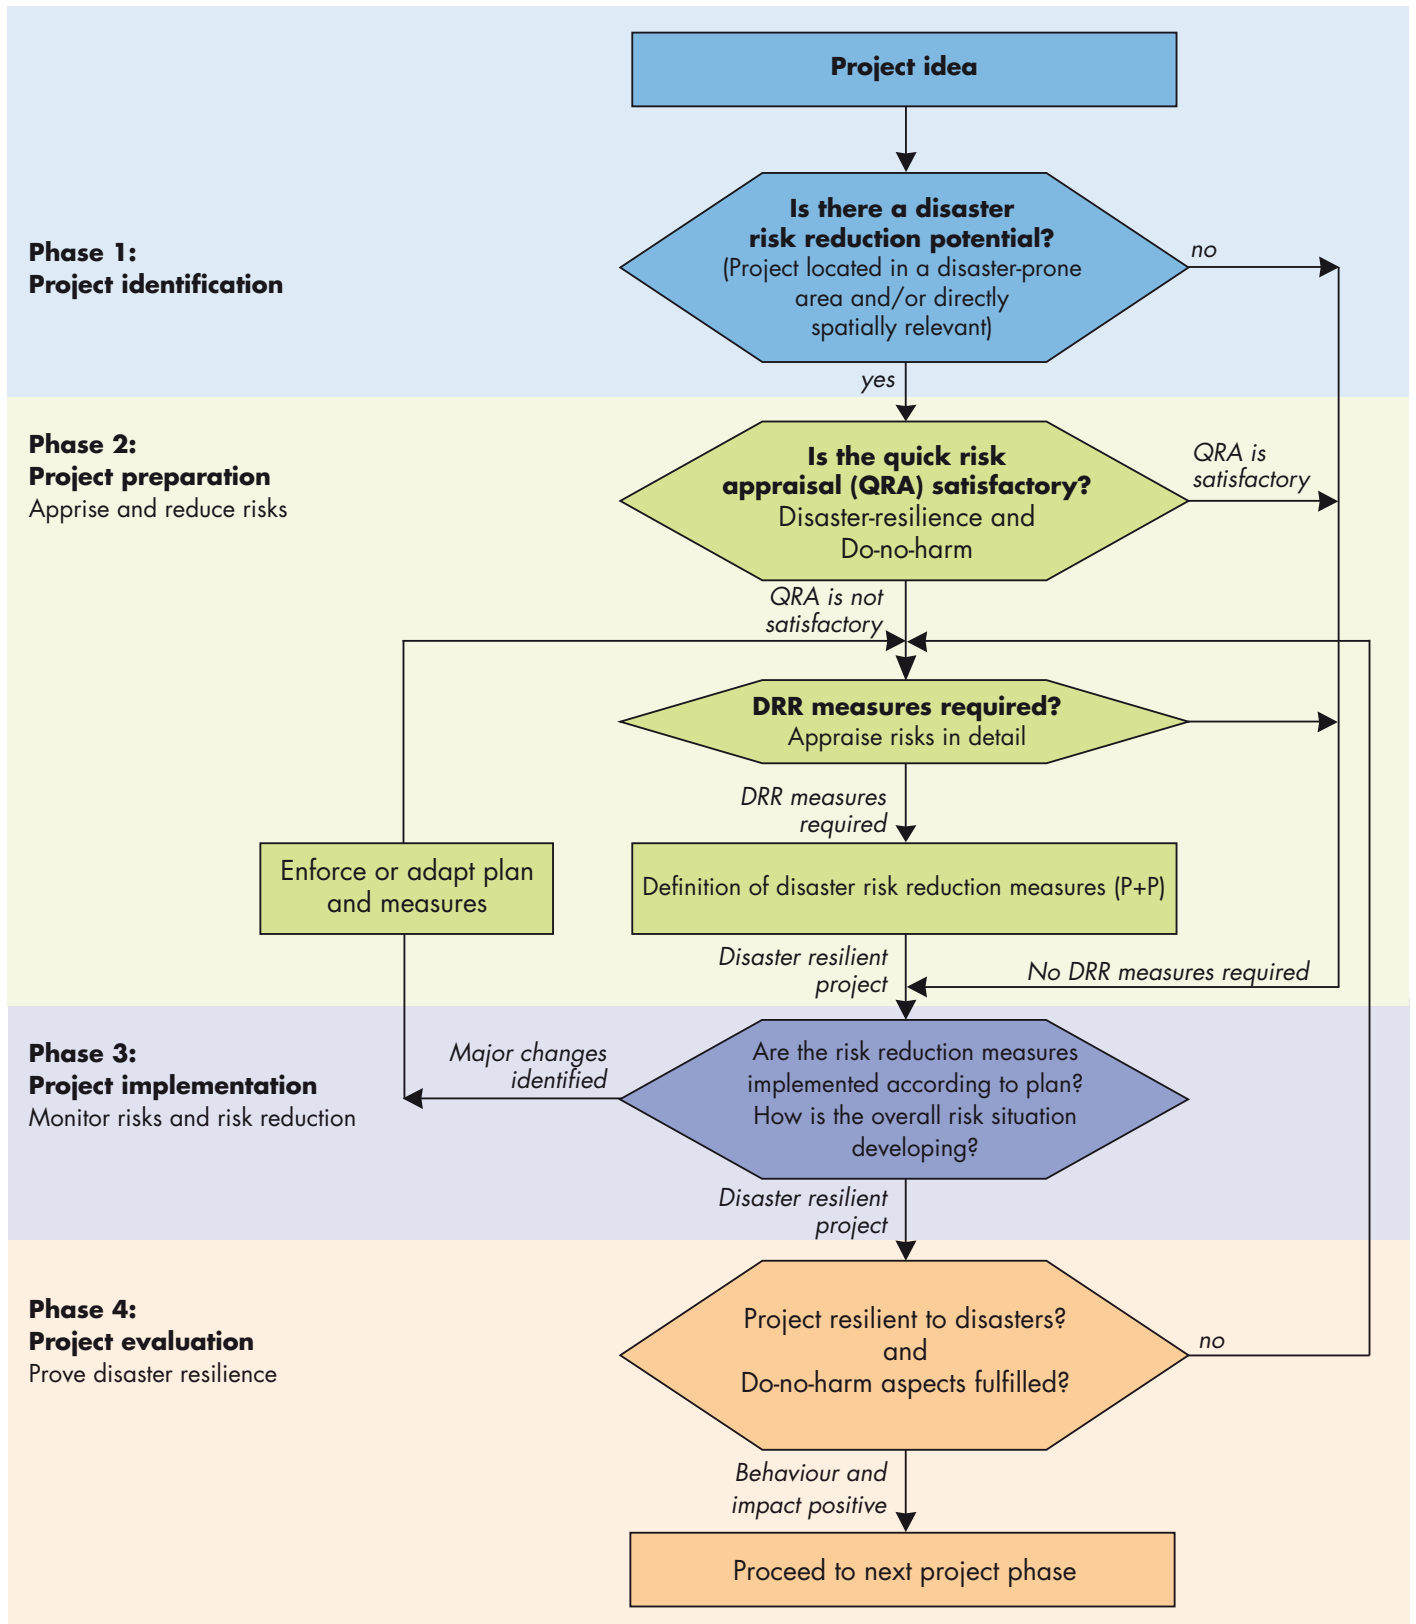 Project idea
Phase 1:
Project identification
Is there a disaster
risk reduction potential?
(Project located in a disaster-prone
area and/or directly
spatially relevant)
no
yes
Phase 2:
Project preparation
Apprise and reduce risks
Is the quick risk
appraisal (QRA) satisfactory?
Disaster-resilience and
Do-no-harm
QRA is
satisfactory
QRA is not
satisfactory
DRR measures required?
Appraise risks in detail
DRR measures
required
Enforce or adapt plan
and measures
Definition of disaster risk reduction measures (P+P)
Disaster resilient
project
No DRR measures required
Phase 3:
Project implementation
Monitor risks and risk reduction
Major changes
identified
Are the risk reduction measures
implemented according to plan?
How is the overall risk situation
developing?
Disaster resilient
project
Phase 4:
Project evaluation
Prove disaster resilience
Project resilient to disasters?
and
Do-no-harm aspects fulfilled?
no
Behaviour and
impact positive
Proceed to next project phase